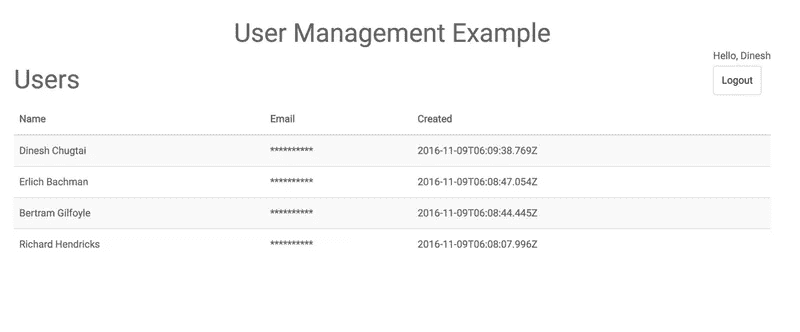 User Management Example
Hello, Dinesh
Users
Logout
Name Email Created
Dinesh Chugtai ********** 2016-11-09T06:09:38.769Z
Erlich Bachman ********** 2016-11-09T06:08:47.054Z
Bertram Gilfoyle ********** 2016-11-09T06:08:44.445Z
Richard Hendricks ********** 2016-11-09T06:08:07.996Z